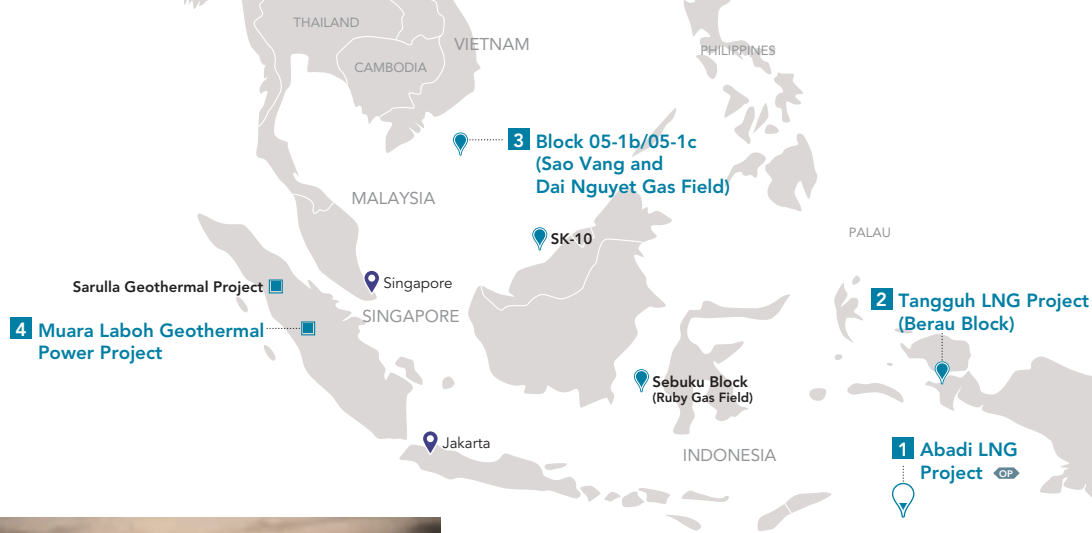 THAILAND
VIETNAM
CAMBODIA
PHILIPPINES
3 Block 05-1b/05-1c
(Sao Vang and
Dai Nguyet Gas Field)
MALAYSIA
PALAU
SK-10
Sarulla Geothermal Project
Singapore
SINGAPORE
2 Tangguh LNG Project
(Berau Block)
4 Muara Laboh Geothermal
Power Project
Sebuku Block
(Ruby Gas Field)
Jakarta
INDONESIA
1 Abadi LNG
Project OP